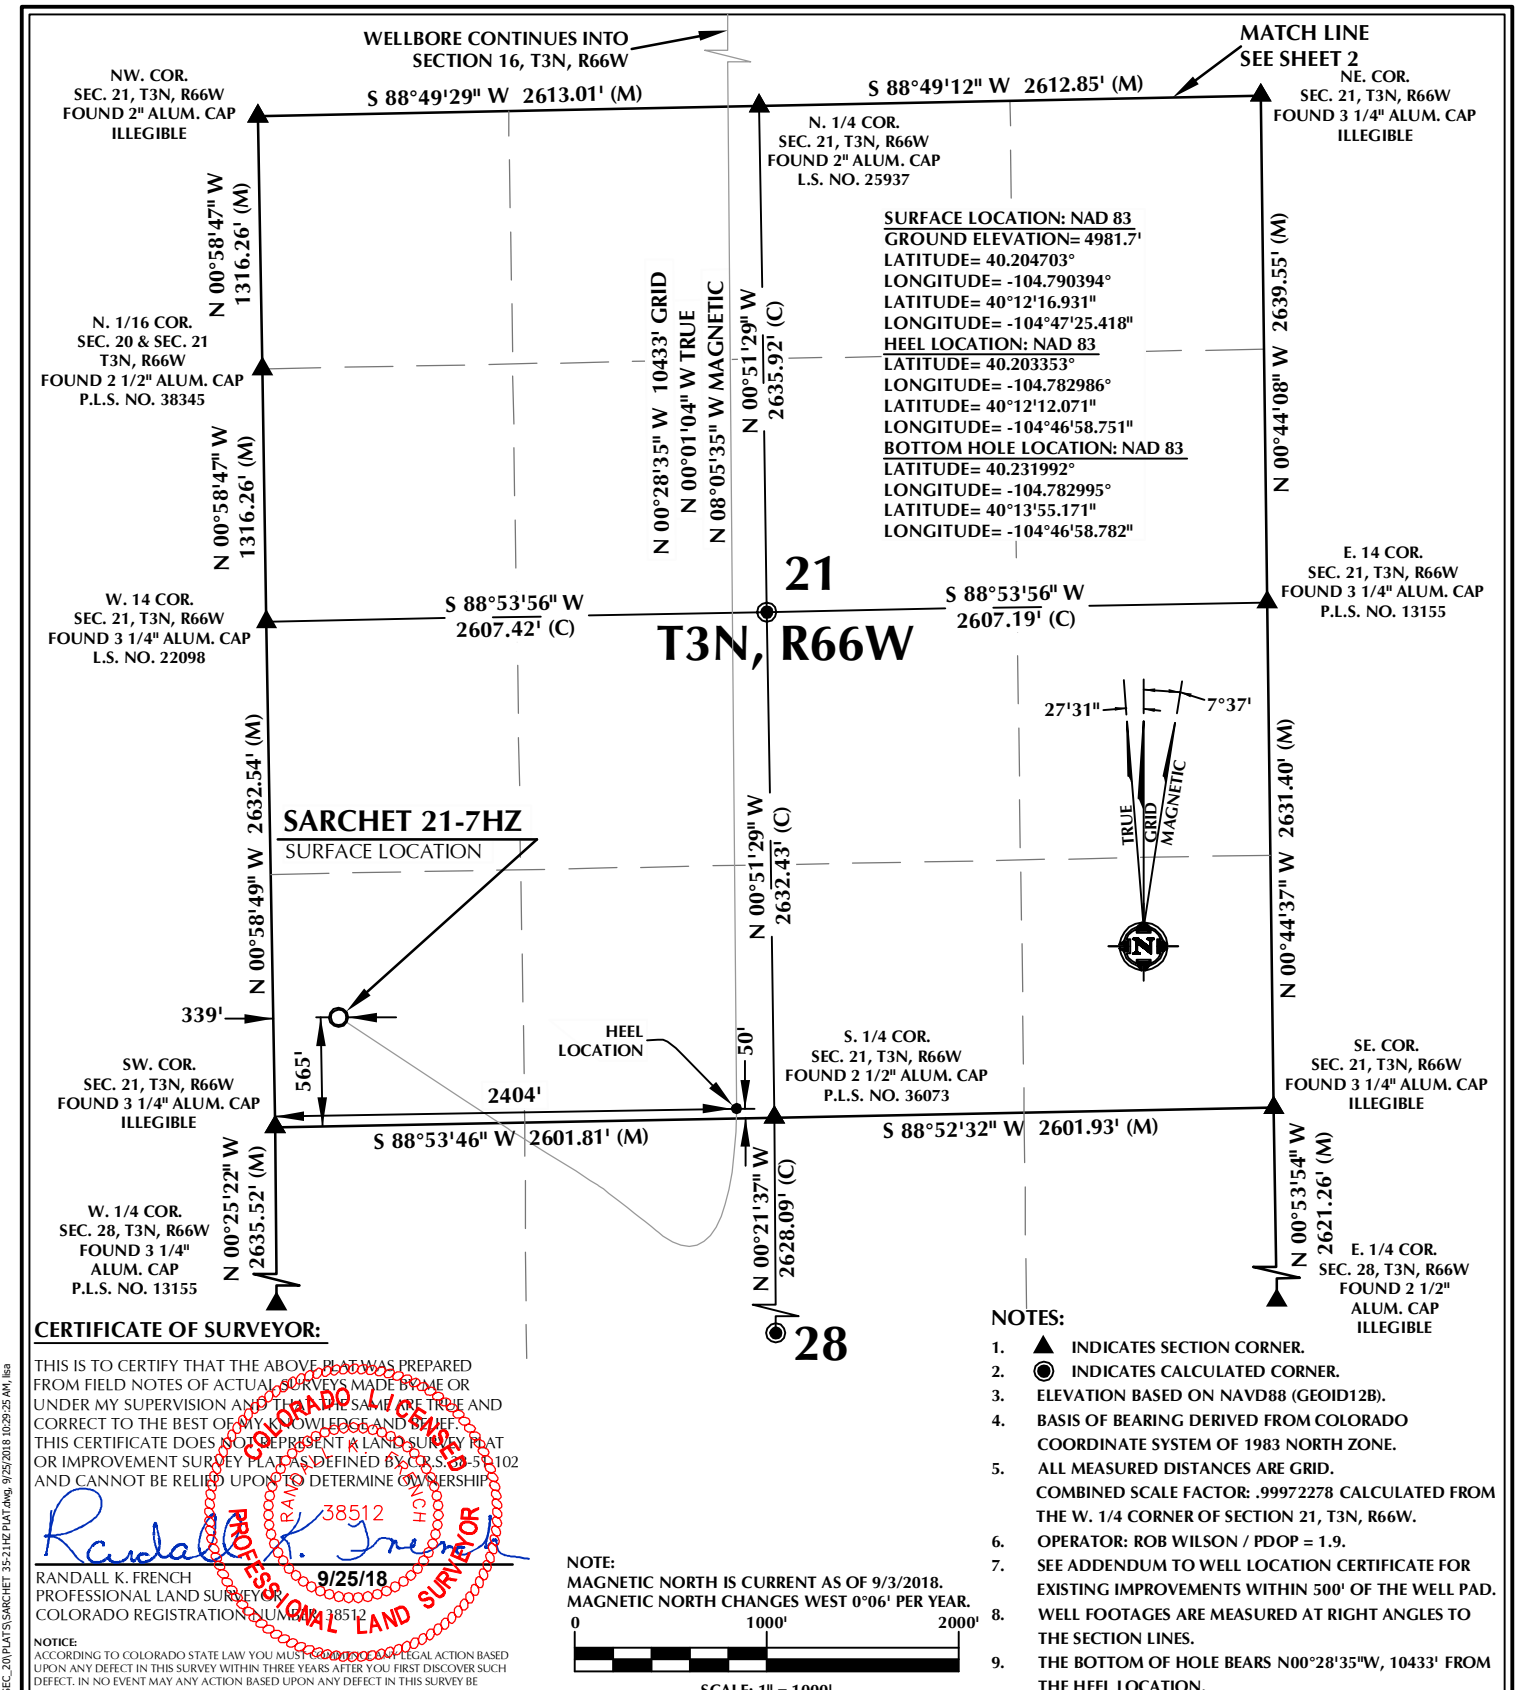 WELLBORE CONTINUES INTO
SECTION 16, T3N, R66W
MATCH LINE
SEE SHEET 2
NW. COR.
SEC. 21, T3N, R66W
FOUND 2" ALUM. CAP
ILLEGIBLE
S 88°49'29" W 2613.01' (M)
S 88°49'12" W 2612.85' (M)
NE. COR.
SEC. 21, T3N, R66W
FOUND 3 1/4" ALUM. CAP
ILLEGIBLE
N. 1/4 COR.
SEC. 21, T3N, R66W
FOUND 2" ALUM. CAP
L.S. NO. 25937
N 00°58'47" W
1316.26' (M)
SURFACE LOCATION: NAD 83
GROUND ELEVATION= 4981.7'
LATITUDE= 40.204703°
LONGITUDE= -104.790394°
LATITUDE= 40°12'16.931"
LONGITUDE= -104°47'25.418"
HEEL LOCATION: NAD 83
LATITUDE= 40.203353°
LONGITUDE= -104.782986°
LATITUDE= 40°12'12.071"
LONGITUDE= -104°46'58.751"
BOTTOM HOLE LOCATION: NAD 83
LATITUDE= 40.231992°
LONGITUDE= -104.782995°
LATITUDE= 40°13'55.171"
LONGITUDE= -104°46'58.782"
N 00°28'35" W 10433' GRID
N 00°01'04" W TRUE
N 08°05'35" W MAGNETIC
N 00°51'29" W
2635.92' (C)
N 00°44'08" W 2639.55' (M)
N. 1/16 COR.
SEC. 20 & SEC. 21
T3N, R66W
FOUND 2 1/2" ALUM. CAP
P.L.S. NO. 38345
N 00°58'47" W
1316.26' (M)
W. 14 COR.
SEC. 21, T3N, R66W
FOUND 3 1/4" ALUM. CAP
L.S. NO. 22098
S 88°53'56" W
2607.42' (C)
21
T3N, R66W
S 88°53'56" W
2607.19' (C)
E. 14 COR.
SEC. 21, T3N, R66W
FOUND 3 1/4" ALUM. CAP
P.L.S. NO. 13155
27'31"
7°37'
TRUE
GRID
MAGNETIC
N
N 00°58'49" W 2632.54' (M)
SARCHET 21-7HZ
SURFACE LOCATION
N 00°51'29" W
2632.43' (C)
N 00°44'37" W 2631.40' (M)
339'
565'
HEEL
LOCATION
50'
2404'
SW. COR.
SEC. 21, T3N, R66W
FOUND 3 1/4" ALUM. CAP
ILLEGIBLE
S. 1/4 COR.
SEC. 21, T3N, R66W
FOUND 2 1/2" ALUM. CAP
P.L.S. NO. 36073
SE. COR.
SEC. 21, T3N, R66W
FOUND 3 1/4" ALUM. CAP
ILLEGIBLE
S 88°53'46" W 2601.81' (M)
S 88°52'32" W 2601.93' (M)
N 00°25'22" W
2635.52' (M)
N 00°21'37" W
2628.09' (C)
N 00°53'54" W
2621.26' (M)
W. 1/4 COR.
SEC. 28, T3N, R66W
FOUND 3 1/4"
ALUM. CAP
P.L.S. NO. 13155
E. 1/4 COR.
SEC. 28, T3N, R66W
FOUND 2 1/2"
ALUM. CAP
ILLEGIBLE
28
CERTIFICATE OF SURVEYOR:
THIS IS TO CERTIFY THAT THE ABOVE PLAT WAS PREPARED
FROM FIELD NOTES OF ACTUAL SURVEYS MADE BY ME OR
UNDER MY SUPERVISION AND THAT THE SAME ARE TRUE AND
CORRECT TO THE BEST OF MY KNOWLEDGE AND BELIEF.
THIS CERTIFICATE DOES NOT REPRESENT A LAND SURVEY PLAT
OR IMPROVEMENT SURVEY PLAT AS DEFINED BY C.R.S. 38-51-102
AND CANNOT BE RELIED UPON TO DETERMINE OWNERSHIP
COLORADO LICENSED
PROFESSIONAL LAND SURVEYOR
RANDALL K. FRENCH
38512
Randall K. French
9/25/18
RANDALL K. FRENCH
PROFESSIONAL LAND SURVEYOR
COLORADO REGISTRATION NUMBER 38512
NOTICE:
ACCORDING TO COLORADO STATE LAW YOU MUST COMMENCE ANY LEGAL ACTION BASED
UPON ANY DEFECT IN THIS SURVEY WITHIN THREE YEARS AFTER YOU FIRST DISCOVER SUCH
DEFECT. IN NO EVENT MAY ANY ACTION BASED UPON ANY DEFECT IN THIS SURVEY BE
NOTE:
MAGNETIC NORTH IS CURRENT AS OF 9/3/2018.
MAGNETIC NORTH CHANGES WEST 0°06' PER YEAR.
0 1000' 2000'
SCALE: 1" = 1000'
NOTES:
1. INDICATES SECTION CORNER.
2. INDICATES CALCULATED CORNER.
3. ELEVATION BASED ON NAVD88 (GEOID12B).
4. BASIS OF BEARING DERIVED FROM COLORADO
COORDINATE SYSTEM OF 1983 NORTH ZONE.
5. ALL MEASURED DISTANCES ARE GRID.
COMBINED SCALE FACTOR: .99972278 CALCULATED FROM
THE W. 1/4 CORNER OF SECTION 21, T3N, R66W.
6. OPERATOR: ROB WILSON / PDOP = 1.9.
7. SEE ADDENDUM TO WELL LOCATION CERTIFICATE FOR
EXISTING IMPROVEMENTS WITHIN 500' OF THE WELL PAD.
8. WELL FOOTAGES ARE MEASURED AT RIGHT ANGLES TO
THE SECTION LINES.
9. THE BOTTOM OF HOLE BEARS N00°28'35"W, 10433' FROM
THE HEEL LOCATION.
SEC_20\PLATS\SARCHET 35-21HZ PLAT.dwg, 9/25/2018 10:29:25 AM, lisa